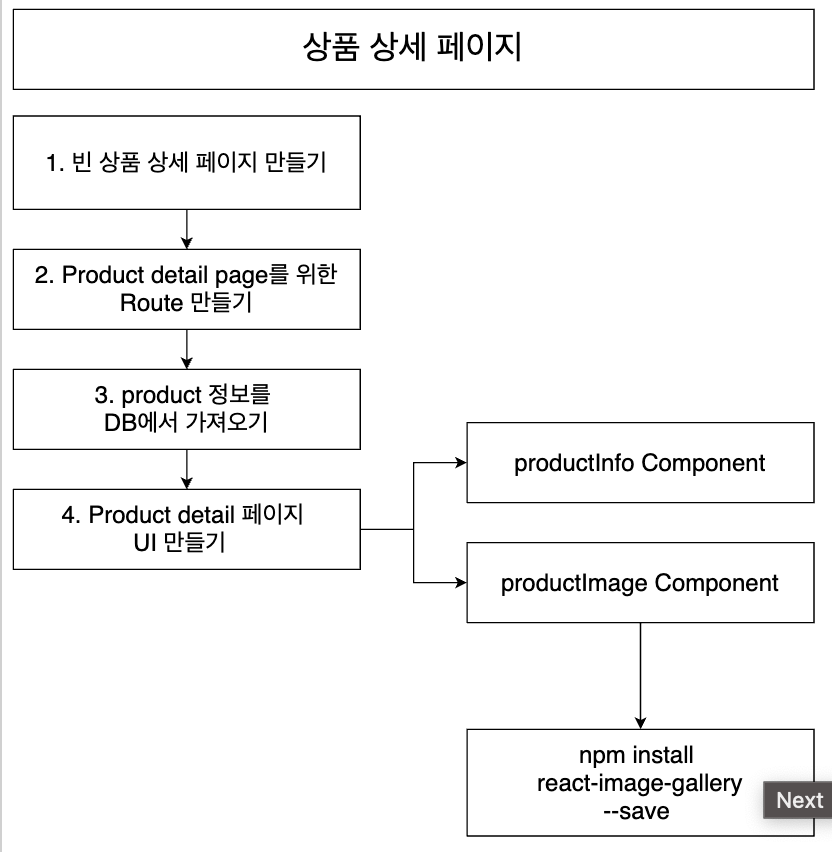 상품 상세 페이지
1. 빈 상품 상세 페이지 만들기
2. Product detail page를 위한
Route 만들기
3. product 정보를
DB에서 가져오기
4. Product detail 페이지
UI 만들기
productInfo Component
productImage Component
npm install
react-image-gallery
--save
Next